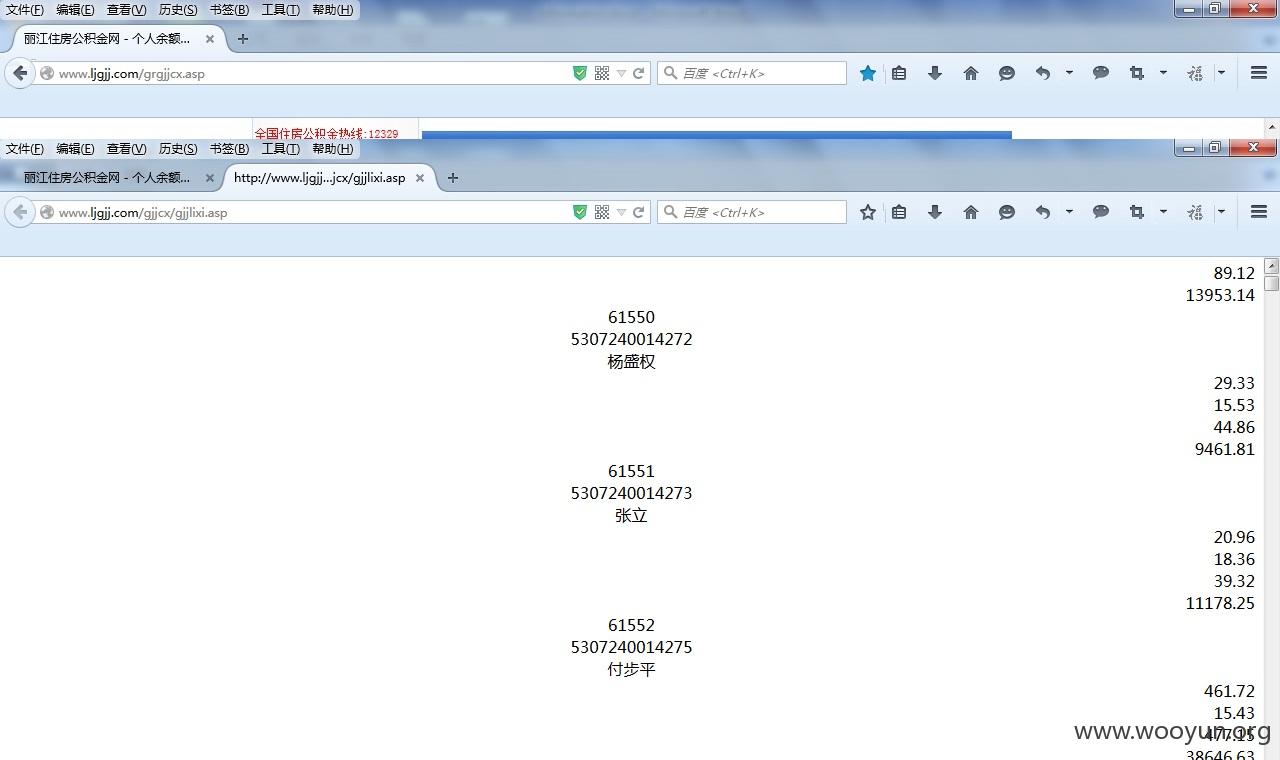 文件(F) 编辑(E) 查看(V) 历史(S) 书签(B) 工具(T) 帮助(H)
丽江住房公积金网 - 个人余额...
www.ljgjj.com/grgjjcx.asp
百度 <Ctrl+K>
全国住房公积金热线:12329
文件(F) 编辑(E) 查看(V) 历史(S) 书签(B) 工具(T) 帮助(H)
丽江住房公积金网 - 个人余额...
http://www.ljgjj...jcx/gjjlixi.asp
www.ljgjj.com/gjjcx/gjjlixi.asp
百度 <Ctrl+K>
89.12
13953.14
61550
5307240014272
杨盛权
29.33
15.53
44.86
9461.81
61551
5307240014273
张立
20.96
18.36
39.32
11178.25
61552
5307240014275
付步平
461.72
15.43
477.15
www.wooyun.org
38646.63